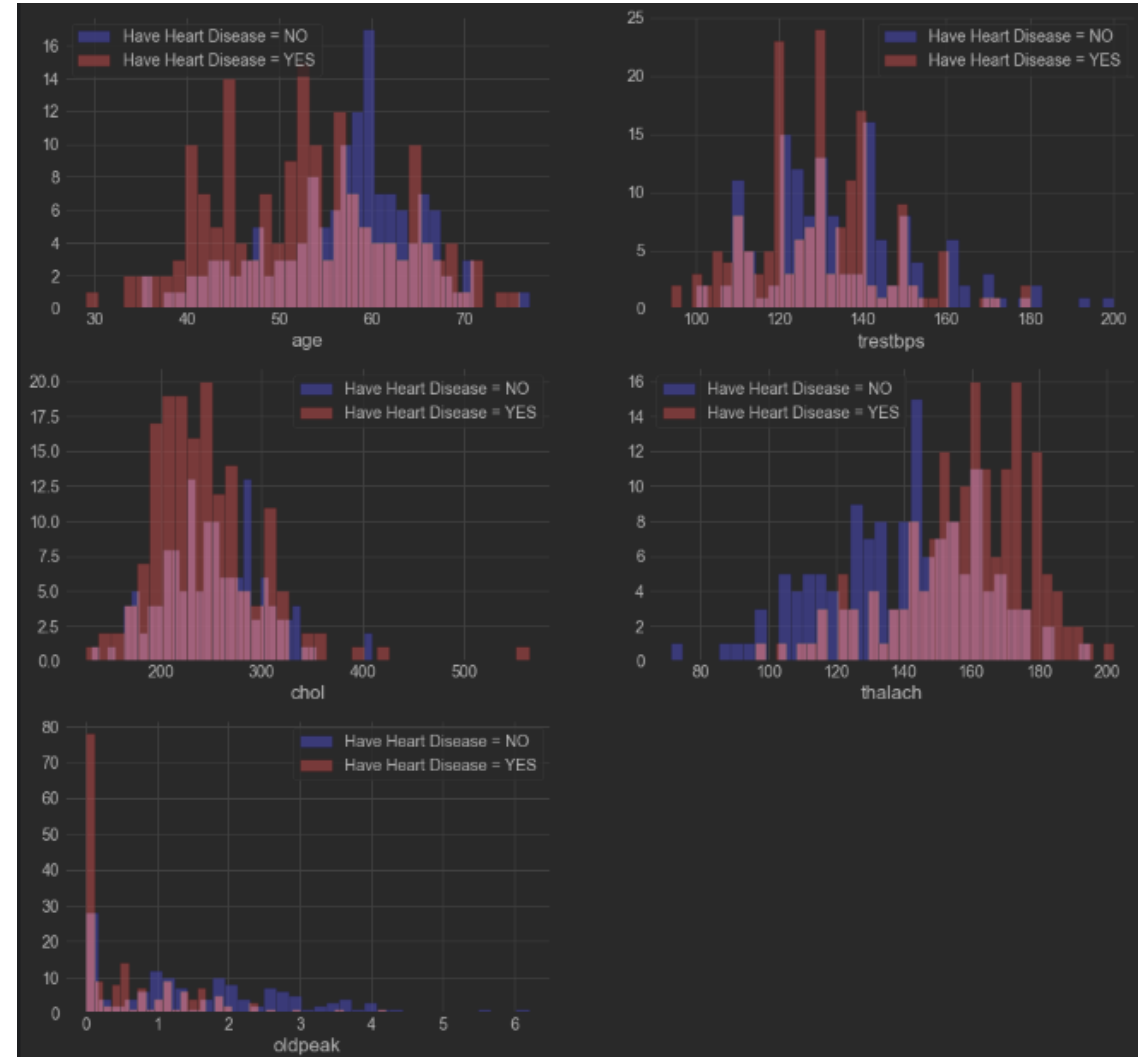 Have Heart Disease = NO
Have Heart Disease = YES
16
14
12
10
8
6
4
2
0
30 40 50 60 70
age
25
20
15
10
5
0
Have Heart Disease = NO
Have Heart Disease = YES
100 120 140 160 180 200
trestbps
20.0
17.5
15.0
12.5
10.0
7.5
5.0
2.5
0.0
Have Heart Disease = NO
Have Heart Disease = YES
200 300 400 500
chol
16
14
12
10
8
6
4
2
0
Have Heart Disease = NO
Have Heart Disease = YES
80 100 120 140 160 180 200
thalach
80
70
60
50
40
30
20
10
0
Have Heart Disease = NO
Have Heart Disease = YES
0 1 2 3 4 5 6
oldpeak